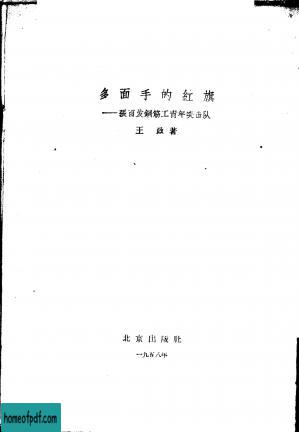 多面手的紅旗
——張百发鋼筋工青年突击队
王政著
北京出版社
一九五八年
homeofpdf.com